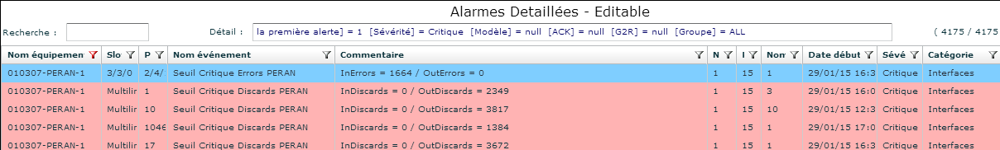 Alarmes Detaillées - Editable
Recherche : Détail : la première alerte] = 1 [Sévérité] = Critique [Modèle] = null [ACK] = null [G2R] = null [Groupe] = ALL ( 4175 / 4175
Nom équipemen Slo P Nom événement Commentaire N I Nom Date début Sévé Catégorie
010307-PERAN-1 3/3/0 2/4/ Seuil Critique Errors PERAN InErrors = 1664 / OutErrors = 0 1 15 1 29/01/15 16:3 Critique Interfaces
010307-PERAN-1 Multilir 1 Seuil Critique Discards PERAN InDiscards = 0 / OutDiscards = 2349 1 15 3 29/01/15 16:0 Critique Interfaces
010307-PERAN-1 Multilir 10 Seuil Critique Discards PERAN InDiscards = 0 / OutDiscards = 3817 1 15 10 29/01/15 12:3 Critique Interfaces
010307-PERAN-1 Multilir 1046 Seuil Critique Discards PERAN InDiscards = 0 / OutDiscards = 1384 1 15 1 29/01/15 17:0 Critique Interfaces
010307-PERAN-1 Multilir 17 Seuil Critique Discards PERAN InDiscards = 0 / OutDiscards = 3672 1 15 1 29/01/15 16:3 Critique Interfaces